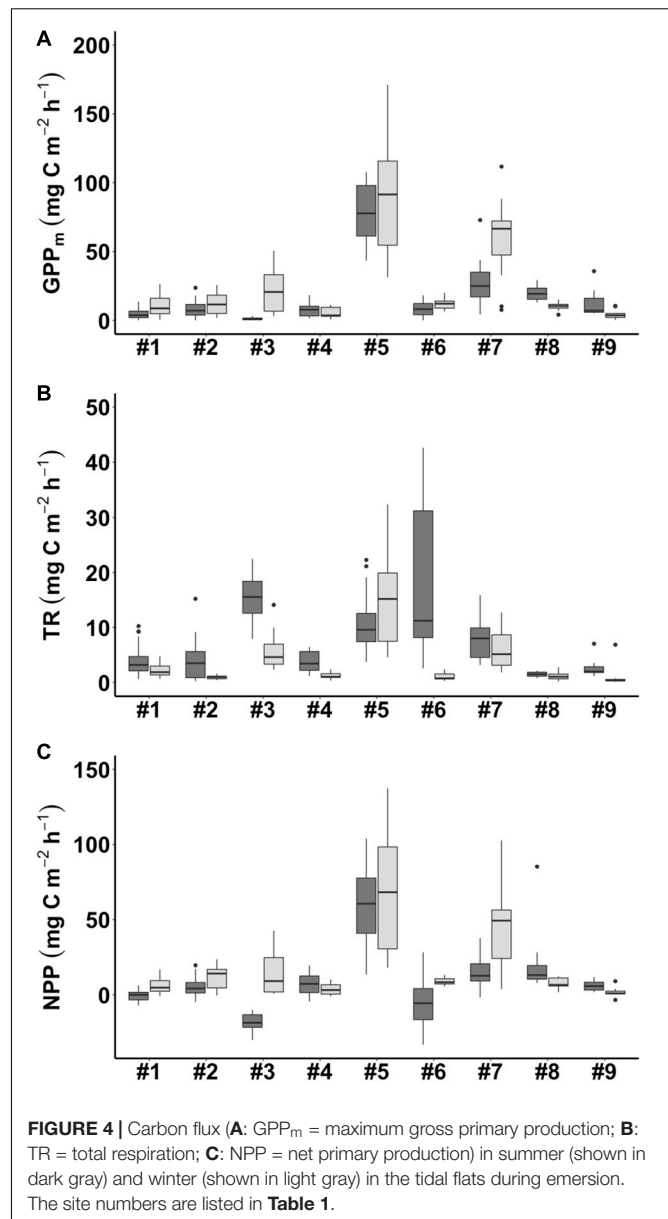 A
GPPm (mg C m−2 h−1)
200
150
100
50
0
#1 #2 #3 #4 #5 #6 #7 #8 #9
B
TR (mg C m−2 h−1)
50
40
30
20
10
0
#1 #2 #3 #4 #5 #6 #7 #8 #9
C
NPP (mg C m−2 h−1)
150
100
50
0
#1 #2 #3 #4 #5 #6 #7 #8 #9
FIGURE 4 | Carbon flux (A: GPPm = maximum gross primary production; B:
TR = total respiration; C: NPP = net primary production) in summer (shown in
dark gray) and winter (shown in light gray) in the tidal flats during emersion.
The site numbers are listed in Table 1.